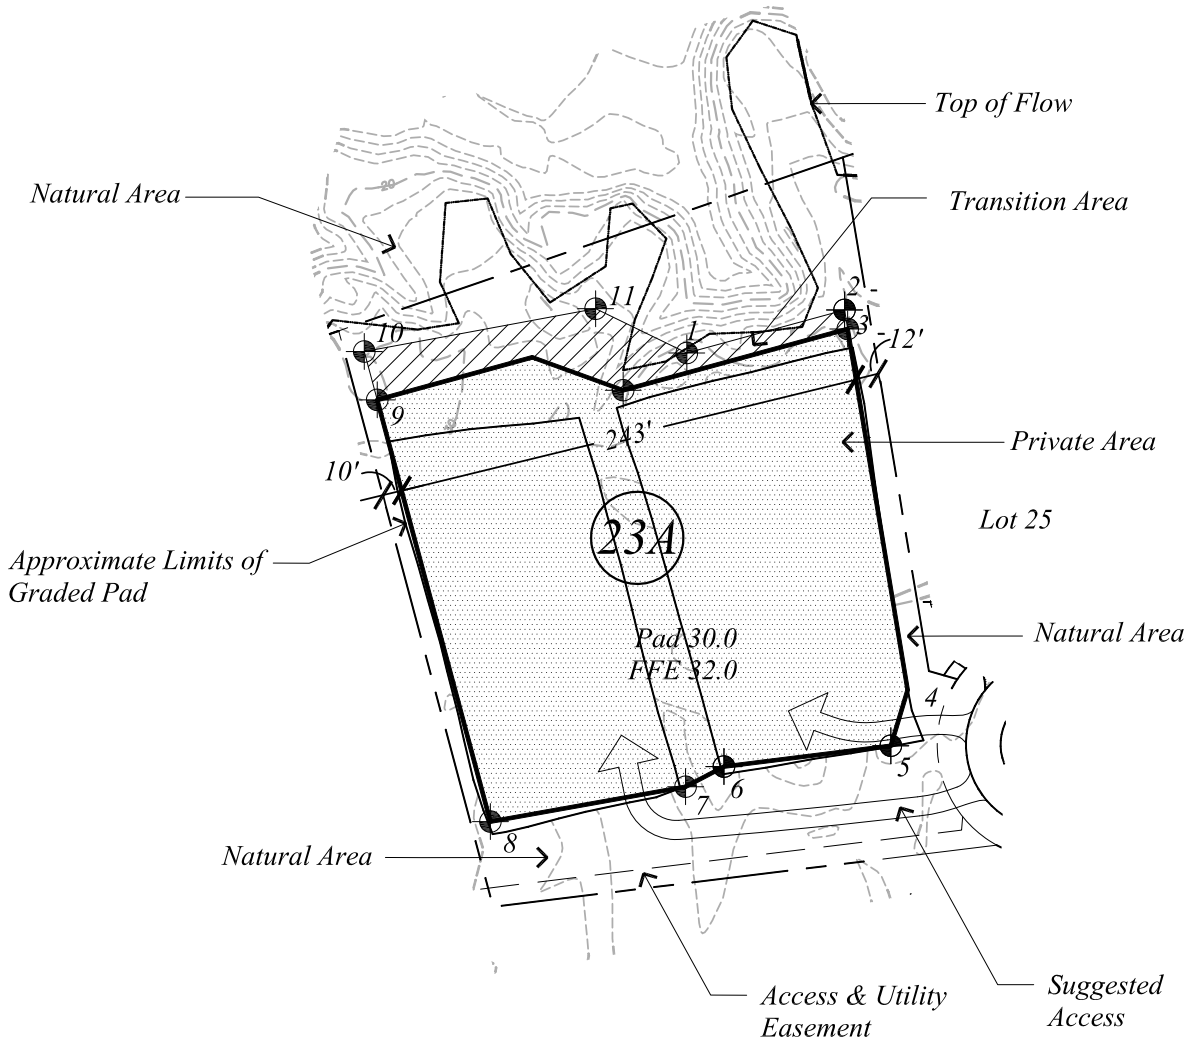 Top of Flow
20
Natural Area
Transition Area
2
11
3
10
1
12'
9
243'
Private Area
10'
Lot 25
23A
Approximate Limits of
Graded Pad
Pad 30.0
FFE 32.0
Natural Area
4
5
6
7
8
Natural Area
Access & Utility
Easement
Suggested
Access